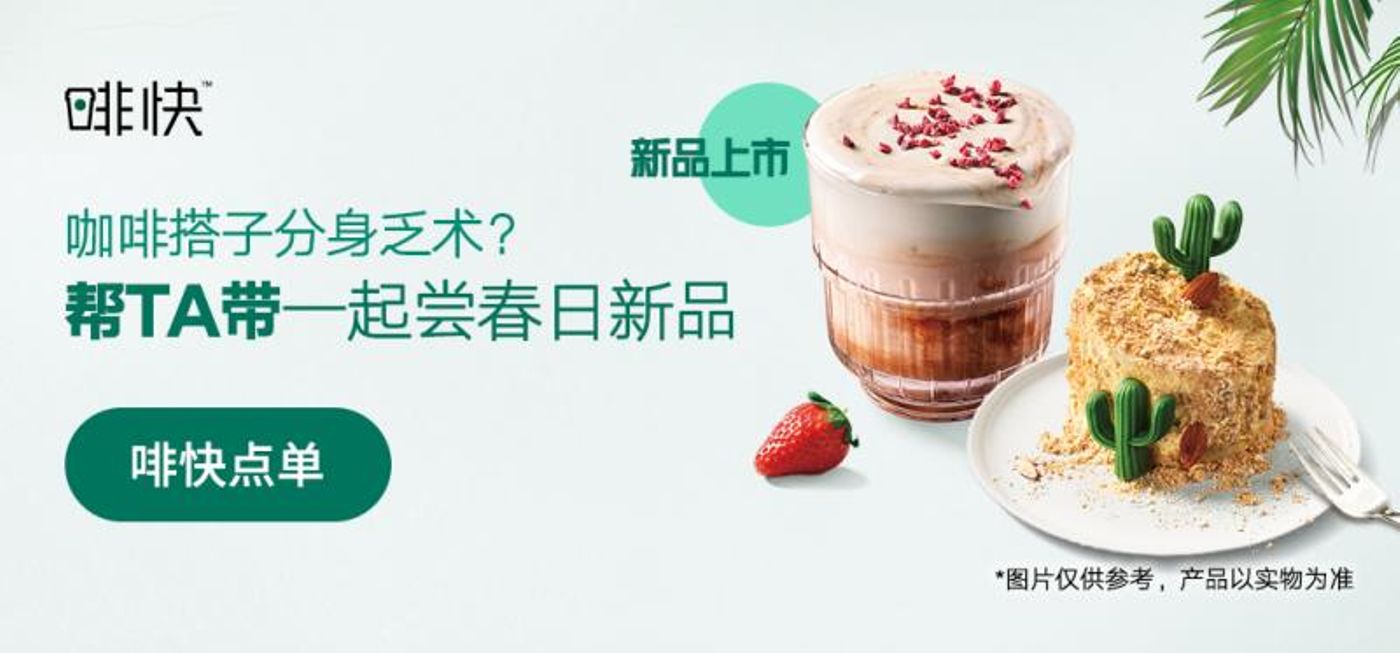 啡快™
新品上市
咖啡搭子分身乏术?
帮TA带一起尝春日新品
啡快点单
*图片仅供参考，产品以实物为准